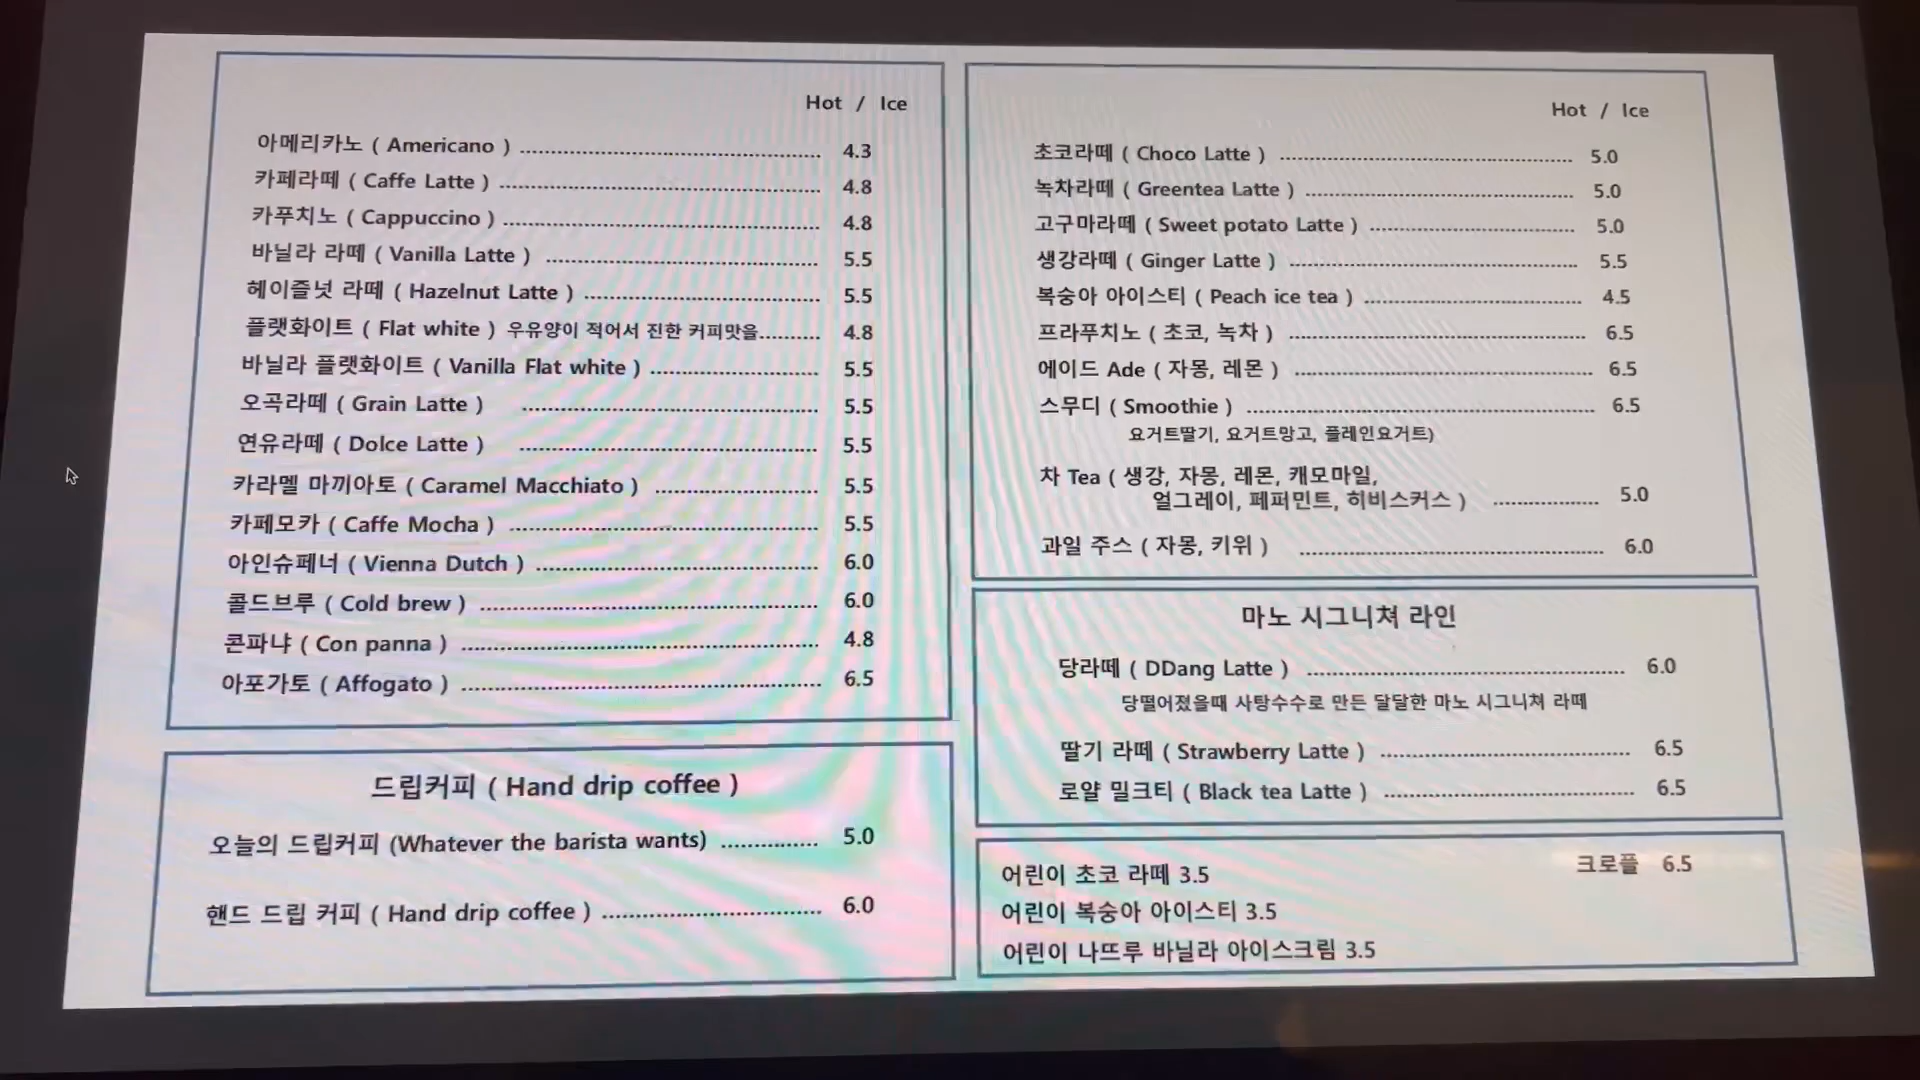 Hot / Ice
아메리카노 ( Americano ) 4.3
카페라떼 ( Caffe Latte ) 4.8
카푸치노 ( Cappuccino ) 4.8
바닐라 라떼 ( Vanilla Latte ) 5.5
헤이즐넛 라떼 ( Hazelnut Latte ) 5.5
플랫화이트 ( Flat white ) 우유양이 적어서 진한 커피맛을 4.8
바닐라 플랫화이트 ( Vanilla Flat white ) 5.5
오곡라떼 ( Grain Latte ) 5.5
연유라떼 ( Dolce Latte ) 5.5
카라멜 마끼아토 ( Caramel Macchiato ) 5.5
카페모카 ( Caffe Mocha ) 5.5
아인슈페너 ( Vienna Dutch ) 6.0
콜드브루 ( Cold brew ) 6.0
콘파냐 ( Con panna ) 4.8
아포가토 ( Affogato ) 6.5
드립커피 ( Hand drip coffee )
오늘의 드립커피 (Whatever the barista wants) 5.0
핸드 드립 커피 ( Hand drip coffee ) 6.0
Hot / Ice
초코라떼 ( Choco Latte ) 5.0
녹차라떼 ( Greentea Latte ) 5.0
고구마라떼 ( Sweet potato Latte ) 5.0
생강라떼 ( Ginger Latte ) 5.5
복숭아 아이스티 ( Peach ice tea ) 4.5
프라푸치노 ( 초코, 녹차 ) 6.5
에이드 Ade ( 자몽, 레몬 ) 6.5
스무디 ( Smoothie ) 6.5
요거트딸기, 요거트망고, 플레인요거트)
차 Tea ( 생강, 자몽, 레몬, 캐모마일,
얼그레이, 페퍼민트, 히비스커스 ) 5.0
과일 주스 ( 자몽, 키위 ) 6.0
마노 시그니쳐 라인
당라떼 ( DDang Latte ) 6.0
당떨어졌을때 사탕수수로 만든 달달한 마노 시그니쳐 라떼
딸기 라떼 ( Strawberry Latte ) 6.5
로얄 밀크티 ( Black tea Latte ) 6.5
어린이 초코 라떼 3.5
크로플 6.5
어린이 복숭아 아이스티 3.5
어린이 나뜨루 바닐라 아이스크림 3.5